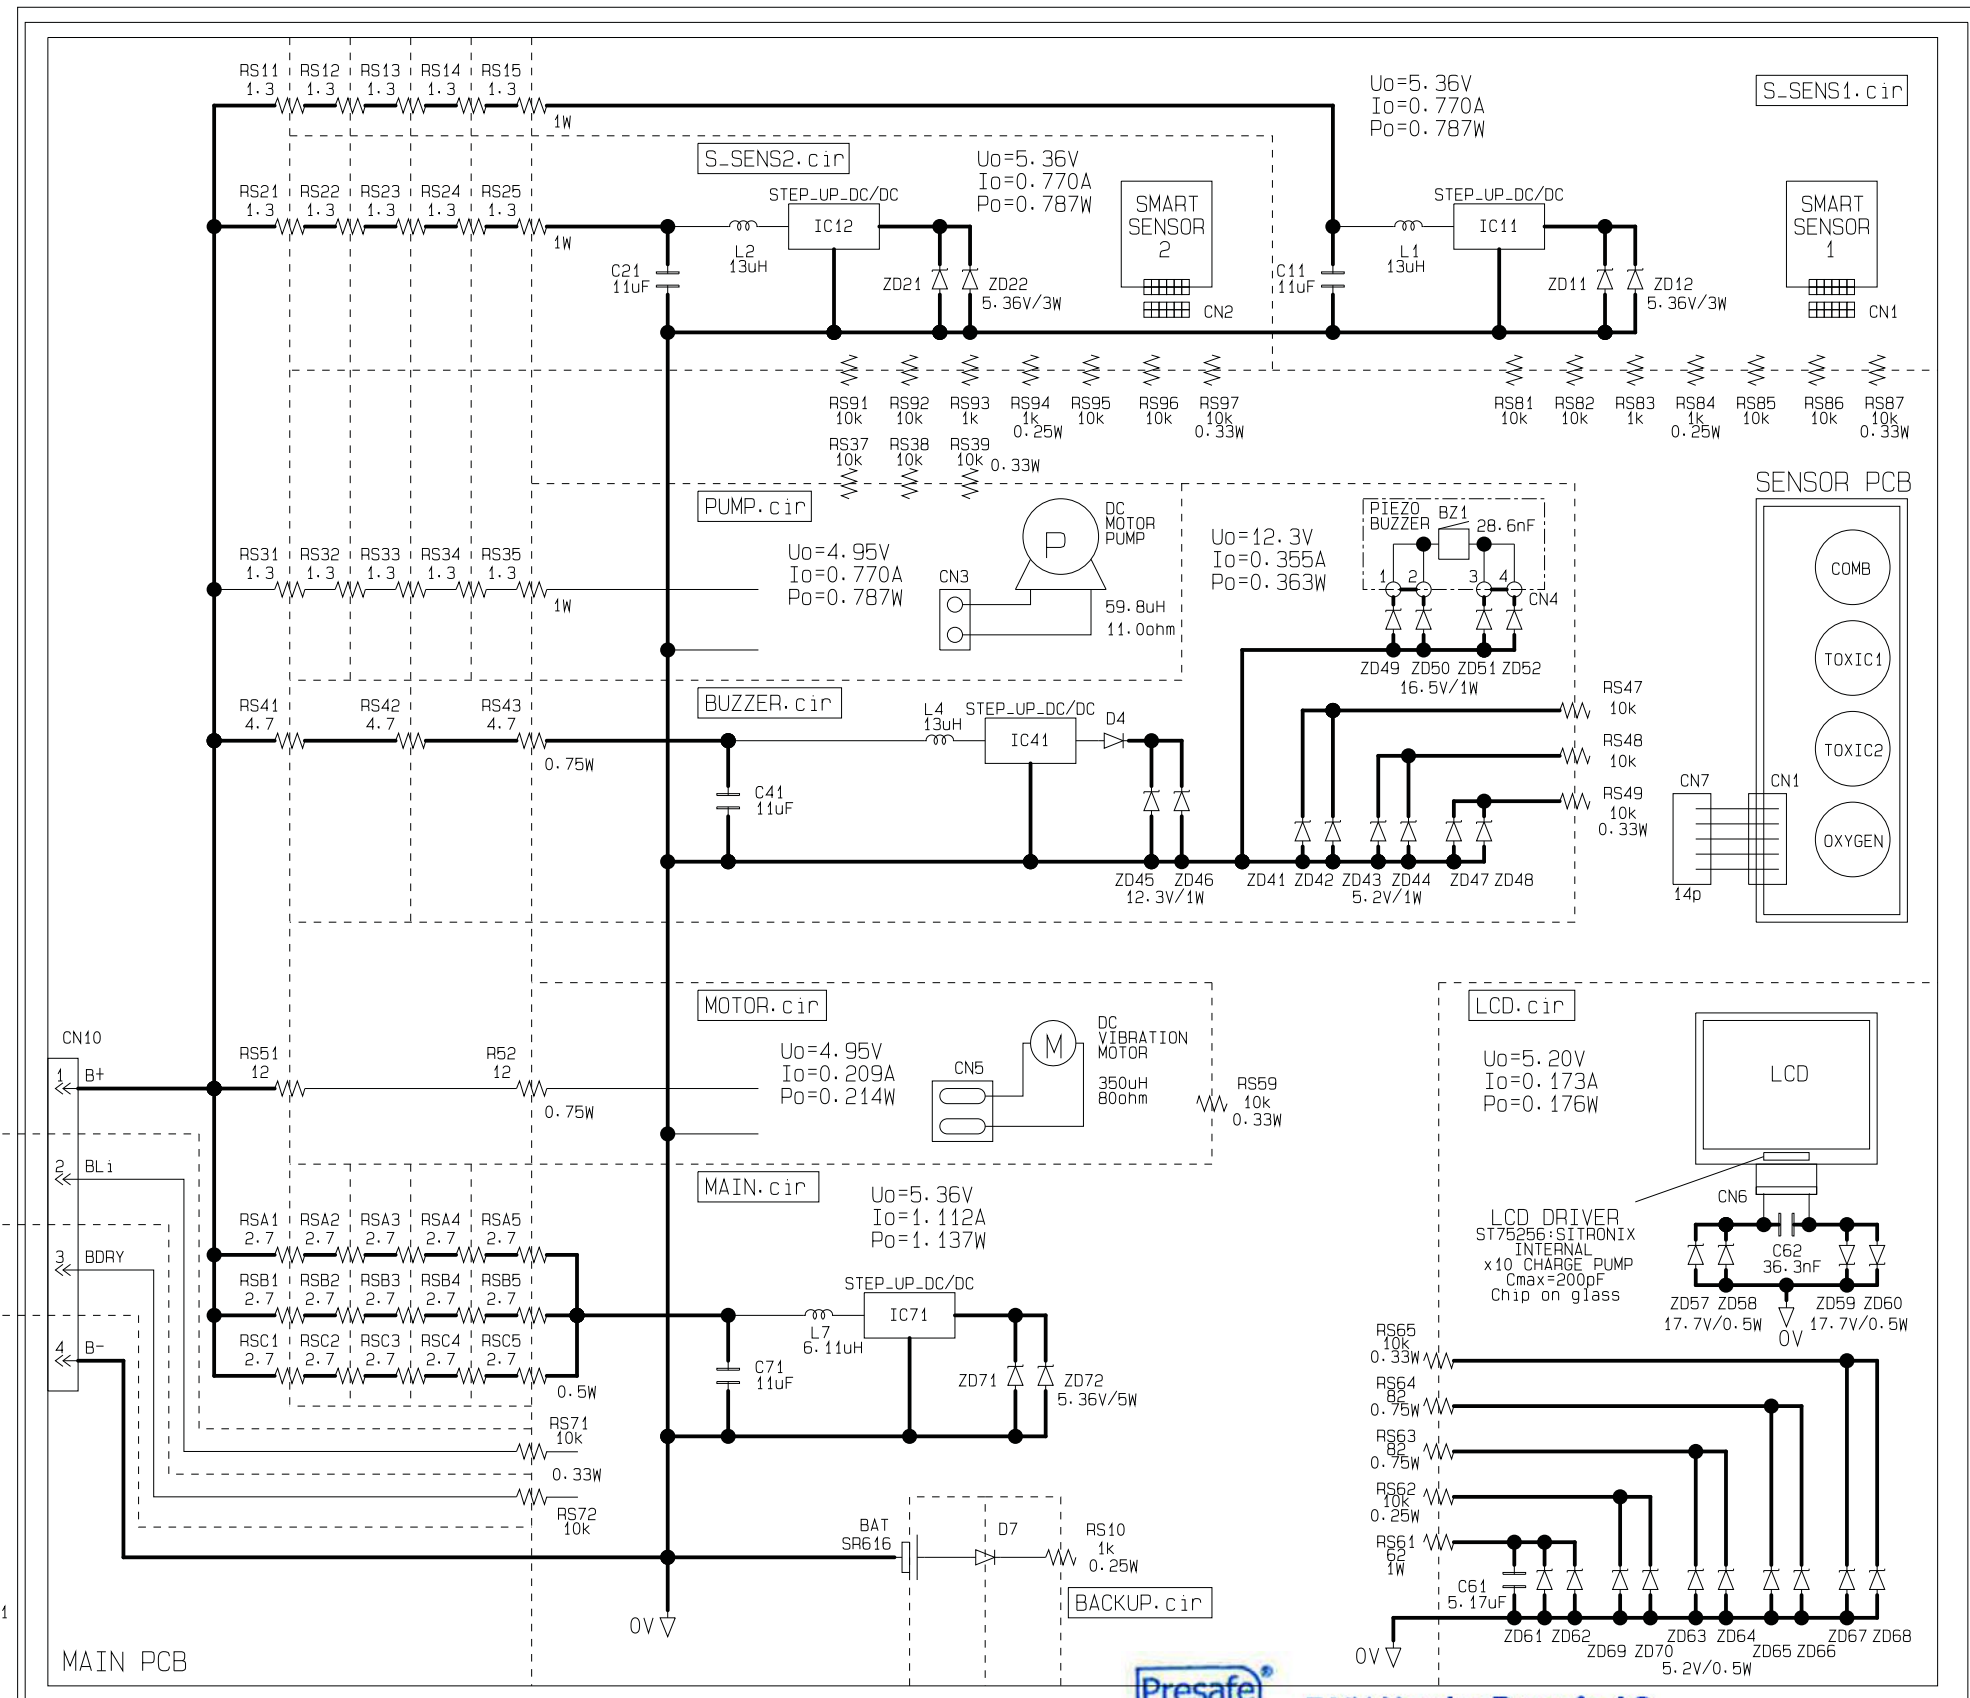 RS11 RS12 RS13 RS14 RS15
1.3 1.3 1.3 1.3 1.3
1W
Uo=5.36V
Io=0.770A
Po=0.787W
S_SENS1.cir
S_SENS2.cir
Uo=5.36V
Io=0.770A
Po=0.787W
RS21 RS22 RS23 RS24 RS25
1.3 1.3 1.3 1.3 1.3
1W
STEP_UP_DC/DC
IC12
L2
13uH
C21
11uF
ZD21
ZD22
5.36V/3W
SMART
SENSOR
2
CN2
STEP_UP_DC/DC
IC11
L1
13uH
C11
11uF
ZD11
ZD12
5.36V/3W
SMART
SENSOR
1
CN1
RS91 RS92 RS93 RS94 RS95 RS96 RS97
10k 10k 1k 1k 10k 10k 10k
0.25W 0.33W
RS81 RS82 RS83 RS84 RS85 RS86 RS87
10k 10k 1k 1k 10k 10k 10k
0.25W 0.33W
RS37 RS38 RS39
10k 10k 10k 0.33W
PUMP.cir
Uo=4.95V
Io=0.770A
Po=0.787W
RS31 RS32 RS33 RS34 RS35
1.3 1.3 1.3 1.3 1.3
1W
CN3
P
DC
MOTOR
PUMP
59.8uH
11.0ohm
Uo=12.3V
Io=0.355A
Po=0.363W
PIEZO
BUZZER
BZ1
28.6nF
1 2 3 4
CN4
ZD49 ZD50 ZD51 ZD52
16.5V/1W
SENSOR PCB
COMB
TOXIC1
TOXIC2
OXYGEN
CN7 CN1
14p
BUZZER.cir
RS41 RS42 RS43
4.7 4.7 4.7
0.75W
L4
13uH
STEP_UP_DC/DC
IC41
D4
C41
11uF
RS47
10k
RS48
10k
RS49
10k
0.33W
ZD45 ZD46 ZD41 ZD42 ZD43 ZD44 ZD47 ZD48
12.3V/1W 5.2V/1W
MOTOR.cir
Uo=4.95V
Io=0.209A
Po=0.214W
CN5
M
DC
VIBRATION
MOTOR
350uH
80ohm
RS59
10k
0.33W
RS51 R52
12 12
0.75W
CN10
1 B+
2 BLi
3 BDRY
4 B-
LCD.cir
Uo=5.20V
Io=0.173A
Po=0.176W
LCD
CN6
LCD DRIVER
ST75256:SITRONIX
INTERNAL
x10 CHARGE PUMP
Cmax=200pF
Chip on glass
C62
36.3nF
ZD57 ZD58 ZD59 ZD60
17.7V/0.5W 17.7V/0.5W
0V
MAIN.cir
Uo=5.36V
Io=1.112A
Po=1.137W
RSA1 RSA2 RSA3 RSA4 RSA5
2.7 2.7 2.7 2.7 2.7
RSB1 RSB2 RSB3 RSB4 RSB5
2.7 2.7 2.7 2.7 2.7
RSC1 RSC2 RSC3 RSC4 RSC5
2.7 2.7 2.7 2.7 2.7
0.5W
STEP_UP_DC/DC
IC71
L7
6.11uH
C71
11uF
ZD71
ZD72
5.36V/5W
RS71
10k
0.33W
RS72
10k
RS65
10k
0.33W
RS64
82
0.75W
RS63
82
0.75W
RS62
10k
0.25W
RS61
62
1W
C61
5.17uF
ZD61 ZD62 ZD69 ZD70 ZD63 ZD64 ZD65 ZD66 ZD67 ZD68
5.2V/0.5W
0V
BAT
SR616
D7
RS10
1k
0.25W
BACKUP.cir
0V
1
MAIN PCB
Presafe®